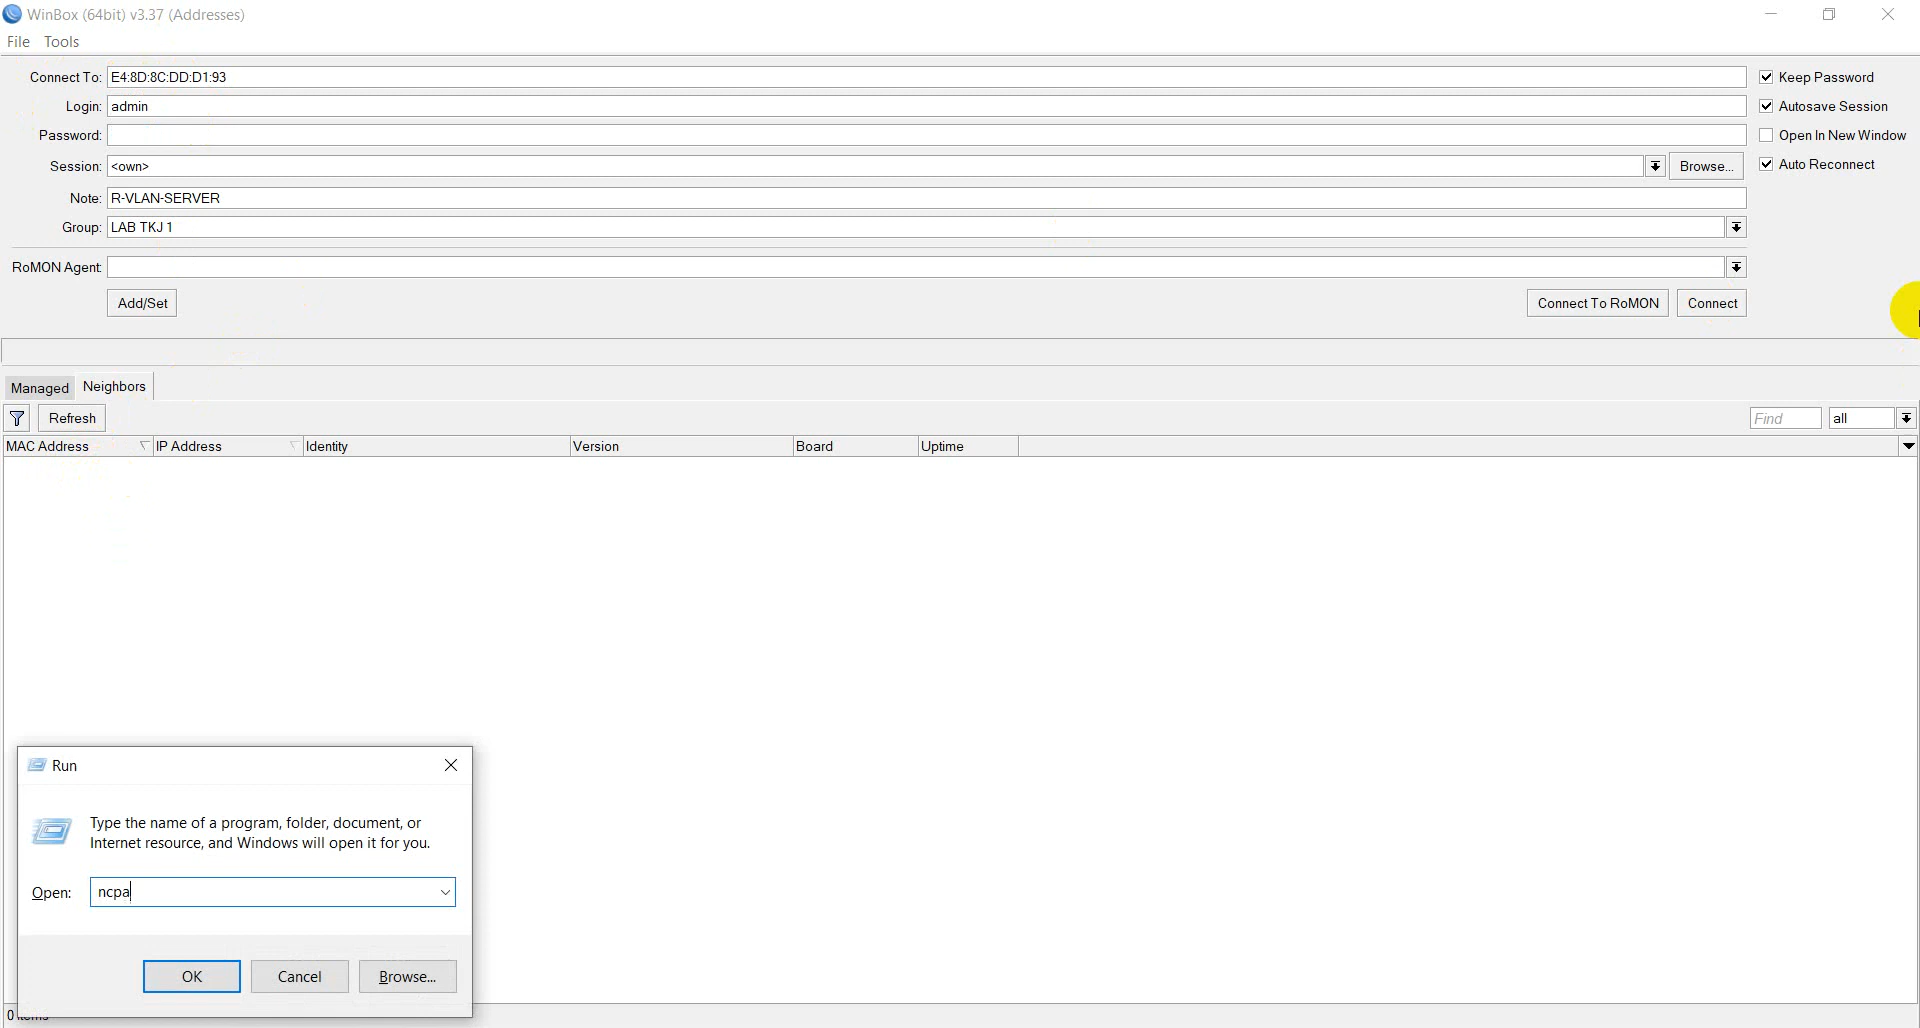 WinBox (64bit) v3.37 (Addresses)
File Tools
Connect To: E4:8D:8C:DD:D1:93
Keep Password
Login: admin
Autosave Session
Password:
Open In New Window
Session: <own>
Browse...
Auto Reconnect
Note: R-VLAN-SERVER
Group: LAB TKJ 1
RoMON Agent
Add/Set
Connect To RoMON
Connect
Managed Neighbors
Refresh
Find
all
MAC Address IP Address Identity Version Board Uptime
Run
Type the name of a program, folder, document, or
Internet resource, and Windows will open it for you.
Open: ncpa
OK Cancel Browse...
0 items